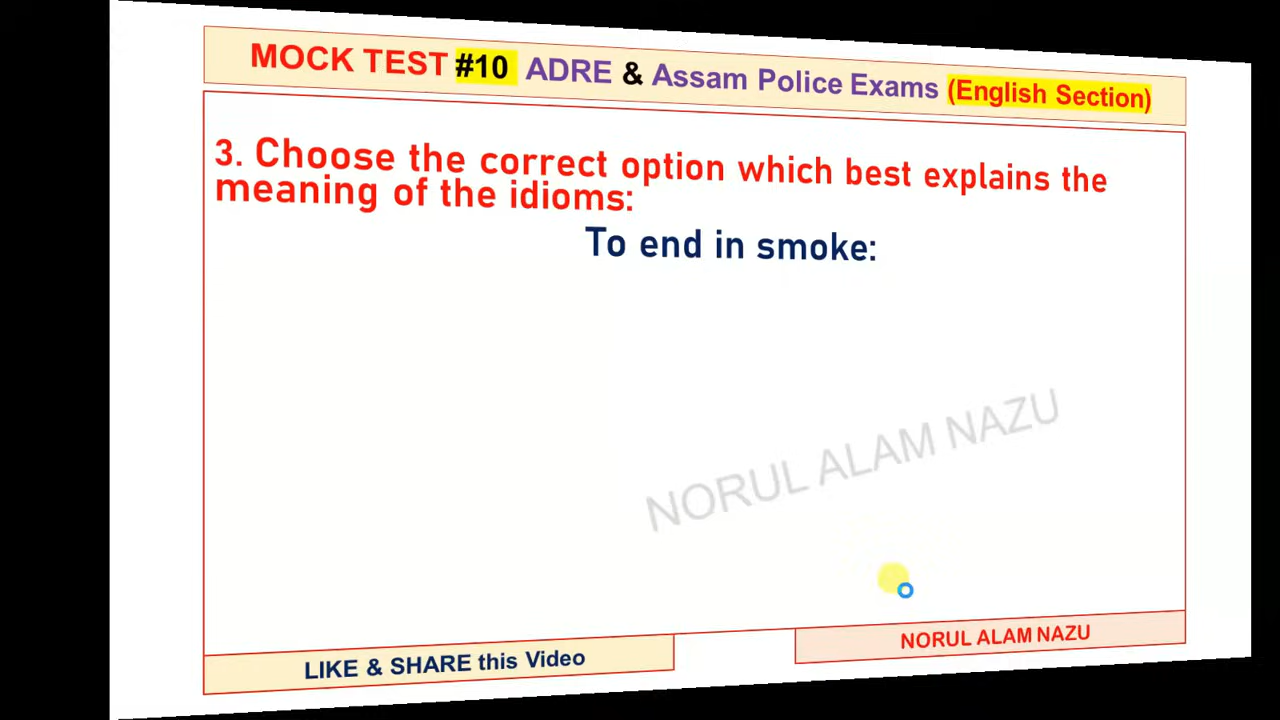 MOCK TEST #10 ADRE & Assam Police Exams (English Section)
3. Choose the correct option which best explains the
meaning of the idioms:
To end in smoke:
NORUL ALAM NAZU
LIKE & SHARE this Video
NORUL ALAM NAZU